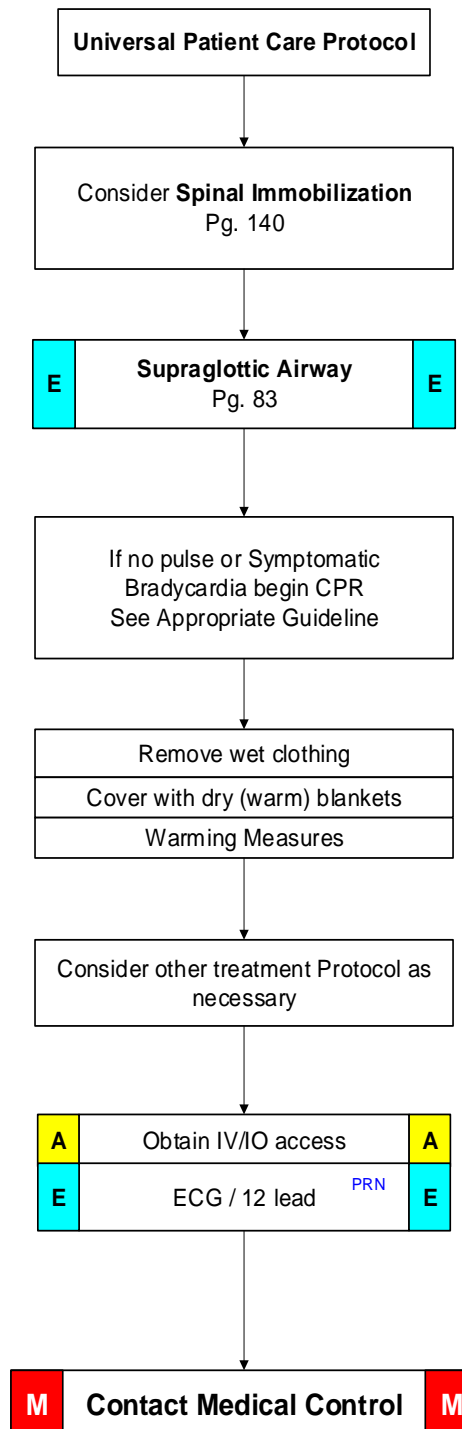 Universal Patient Care Protocol
Consider Spinal Immobilization
Pg. 140
E Supraglottic Airway E
Pg. 83
If no pulse or Symptomatic
Bradycardia begin CPR
See Appropriate Guideline
Remove wet clothing
Cover with dry (warm) blankets
Warming Measures
Consider other treatment Protocol as
necessary
A Obtain IV/IO access A
E ECG / 12 lead PRN E
M Contact Medical Control M